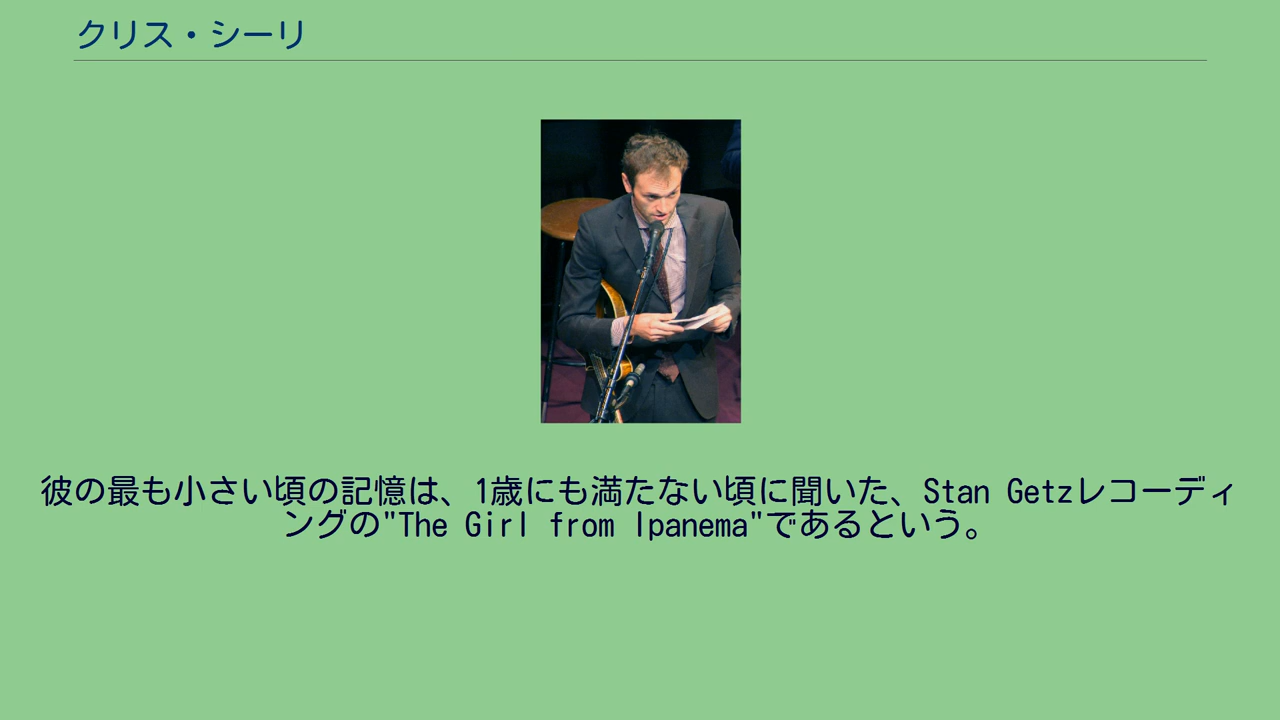 クリス・シーリ
彼の最も小さい頃の記憶は、1歳にも満たない頃に聞いた、Stan Getzレコーディ
ングの"The Girl from Ipanema"であるという。